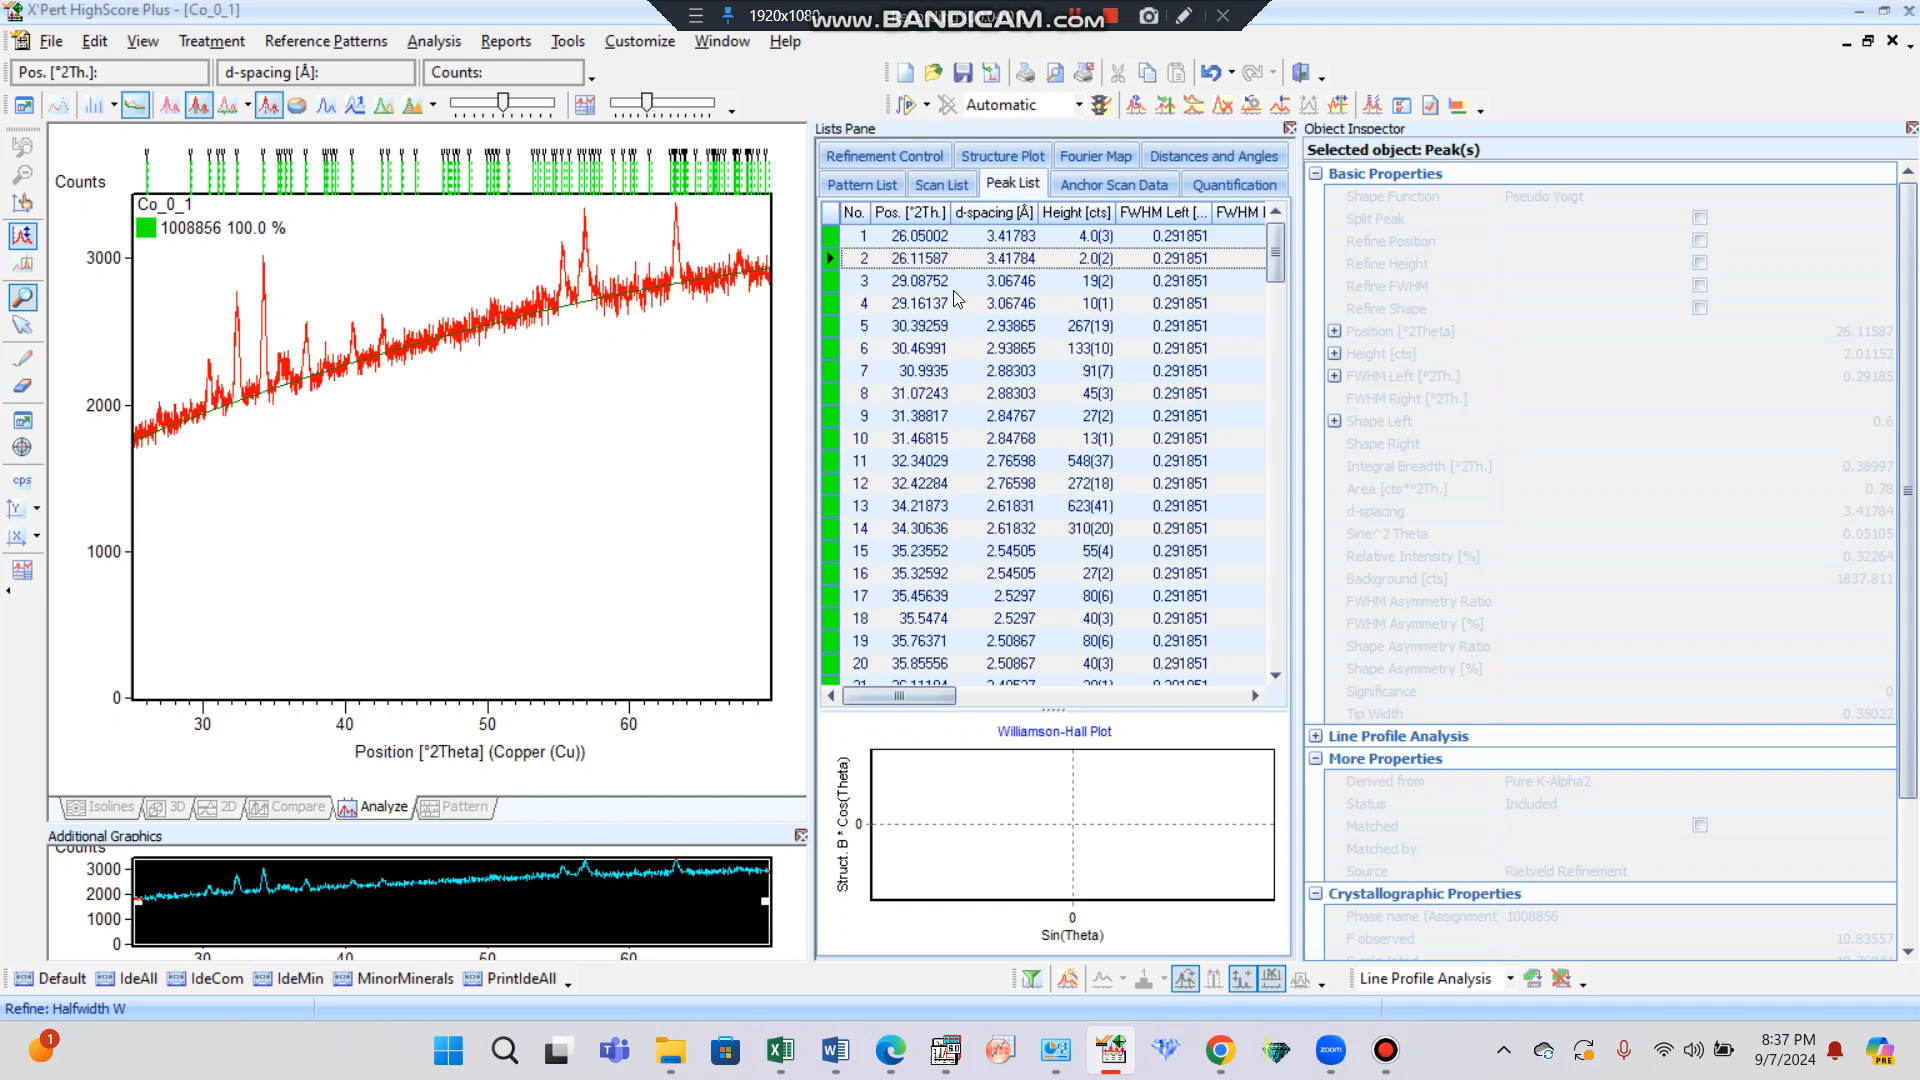 X'Pert HighScore Plus - [Co_0_1]
1920x1080
www.BANDICAM.com
File Edit View Treatment Reference Patterns Analysis Reports Tools Customize Window Help
Pos. [°2Th.]: d-spacing [Å]: Counts:
Automatic
Lists Pane
Object Inspector
Refinement Control Structure Plot Fourier Map Distances and Angles
Pattern List Scan List Peak List Anchor Scan Data Quantification
Selected object: Peak(s)
Counts
Co_0_1
1008856 100.0 %
3000
2000
1000
0
30 40 50 60
Position [°2Theta] (Copper (Cu))
No. Pos. [°2Th.] d-spacing [Å] Height [cts] FWHM Left [... FWHM
1 26.05002 3.41783 4.0(3) 0.291851
2 26.11587 3.41784 2.0(2) 0.291851
3 29.08752 3.06746 19(2) 0.291851
4 29.16137 3.06746 10(1) 0.291851
5 30.39259 2.93865 267(19) 0.291851
6 30.46991 2.93865 133(10) 0.291851
7 30.9935 2.88303 91(7) 0.291851
8 31.07243 2.88303 45(3) 0.291851
9 31.38817 2.84767 27(2) 0.291851
10 31.46815 2.84768 13(1) 0.291851
11 32.34029 2.76598 548(37) 0.291851
12 32.42284 2.76598 272(18) 0.291851
13 34.21873 2.61831 623(41) 0.291851
14 34.30636 2.61832 310(20) 0.291851
15 35.23552 2.54505 55(4) 0.291851
16 35.32592 2.54505 27(2) 0.291851
17 35.45639 2.5297 80(6) 0.291851
18 35.5474 2.5297 40(3) 0.291851
19 35.76371 2.50867 80(6) 0.291851
20 35.85556 2.50867 40(3) 0.291851
Basic Properties
Shape Function Pseudo Voigt
Split Peak
Refine Position
Refine Height
Refine FWHM
Refine Shape
Position [°2Theta] 26.11587
Height [cts] 2.01152
FWHM Left [°2Th.] 0.29185
FWHM Right [°2Th.]
Shape Left 0.6
Shape Right
Integral Breadth [°2Th.] 0.38997
Area [cts*°2Th.] 0.78
d-spacing 3.41784
Sine^2 Theta 0.05105
Relative Intensity [%] 0.32264
Background [cts] 1837.811
FWHM Asymmetry Ratio
FWHM Asymmetry [%]
Shape Asymmetry Ratio
Shape Asymmetry [%]
Significance 0
Tip Width 0.35022
Line Profile Analysis
More Properties
Derived from Pure K-Alpha2
Status Included
Matched
Matched by
Source Rietveld Refinement
Crystallographic Properties
Phase name (Assignment) 1008856
F observed 10.83557
Williamson-Hall Plot
Struct. B * Cos(Theta)
0
0
Sin(Theta)
Isolines 3D 2D Compare Analyze Pattern
Additional Graphics
Counts
3000
2000
1000
0
30 40 50 60
cps
Default IdeAll IdeCom IdeMin MinorMinerals PrintIdeAll
Line Profile Analysis
Refine: Halfwidth W
1
zoom
8:37 PM
9/7/2024
PRE